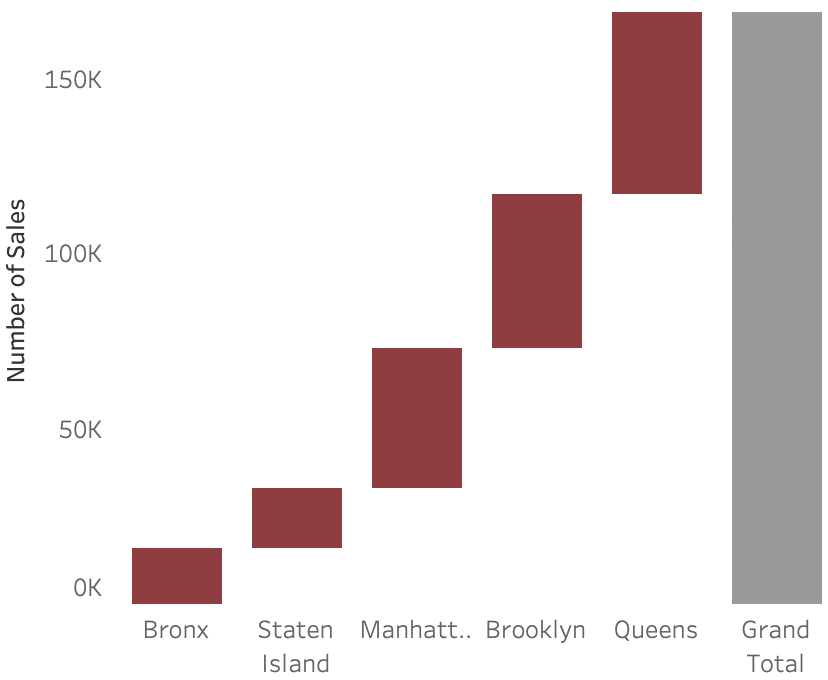 150K
100K
50K
0K
Number of Sales
Bronx
Staten Island
Manhatt..
Brooklyn
Queens
Grand Total